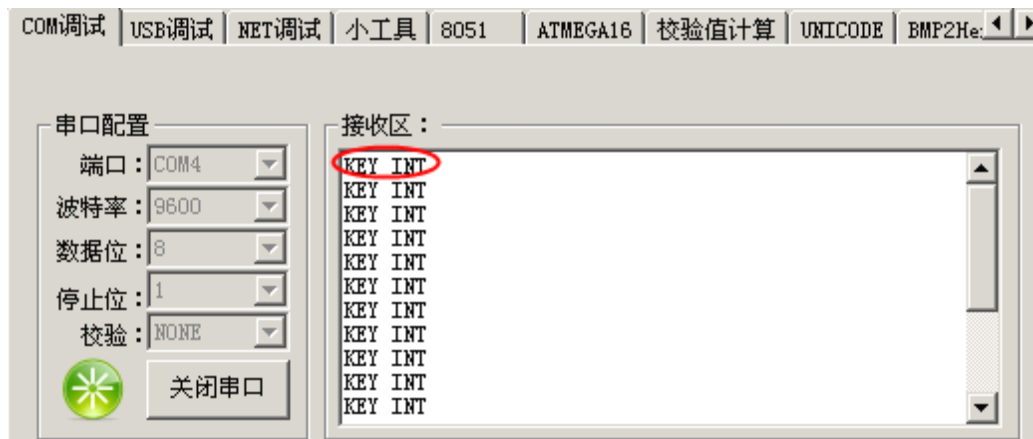 COM调试 USB调试 NET调试 小工具 8051 ATMEGA16 校验值计算 UNICODE BMP2He
串口配置
端口：COM4
波特率：9600
数据位：8
停止位：1
校验：NONE
关闭串口
接收区：
KEY INT
KEY INT
KEY INT
KEY INT
KEY INT
KEY INT
KEY INT
KEY INT
KEY INT
KEY INT
KEY INT